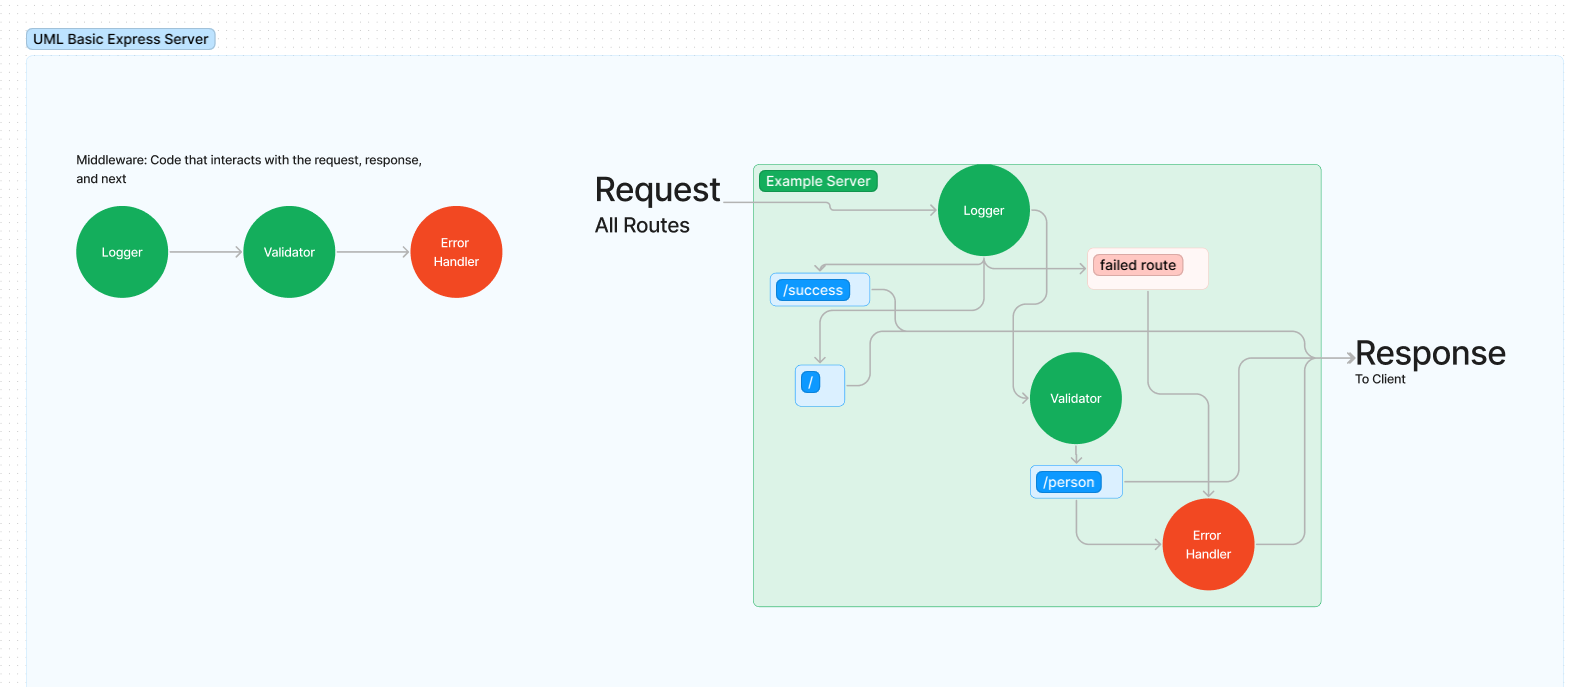 UML Basic Express Server
Middleware: Code that interacts with the request, response,
and next
Logger
Validator
Error
Handler
Request
All Routes
Example Server
Logger
failed route
/success
/
Validator
/person
Error
Handler
Response
To Client